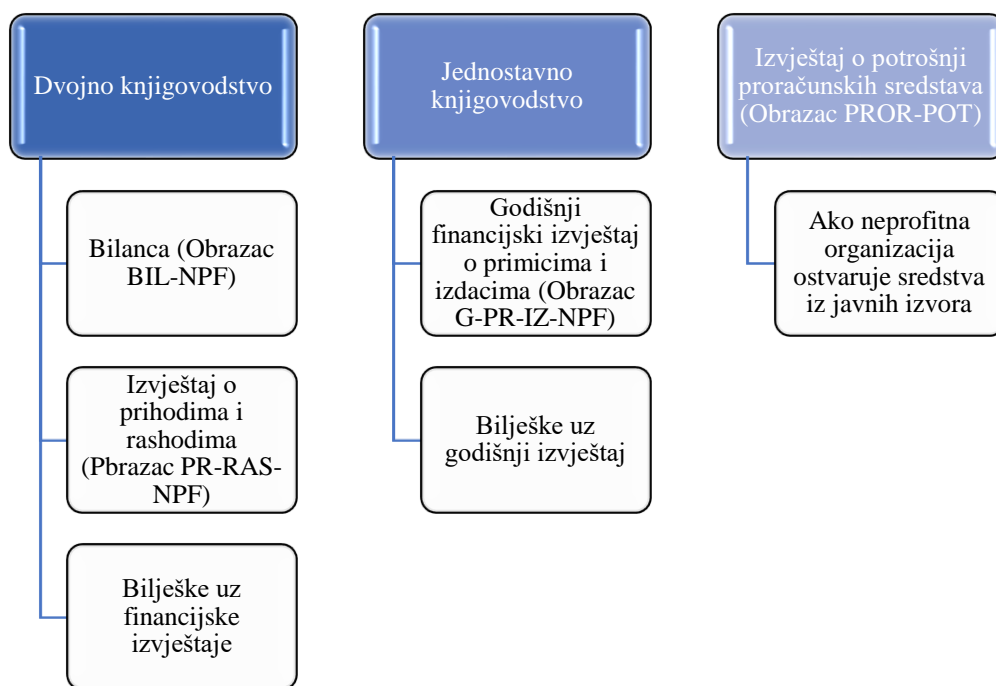 Dvojno knjigovodstvo
Bilanca (Obrazac
BIL-NPF)
Izvještaj o
prihodima i
rashodima
(Pbrazac PR-RAS-
NPF)
Bilješke uz
financijske
izvještaje
Jednostavno
knjigovodstvo
Godišnji
financijski izvještaj
o primicima i
izdacima (Obrazac
G-PR-IZ-NPF)
Bilješke uz
godišnji izvještaj
Izvještaj o potrošnji
proračunskih sredstava
(Obrazac PROR-POT)
Ako neprofitna
organizacija
ostvaruje sredstva
iz javnih izvora